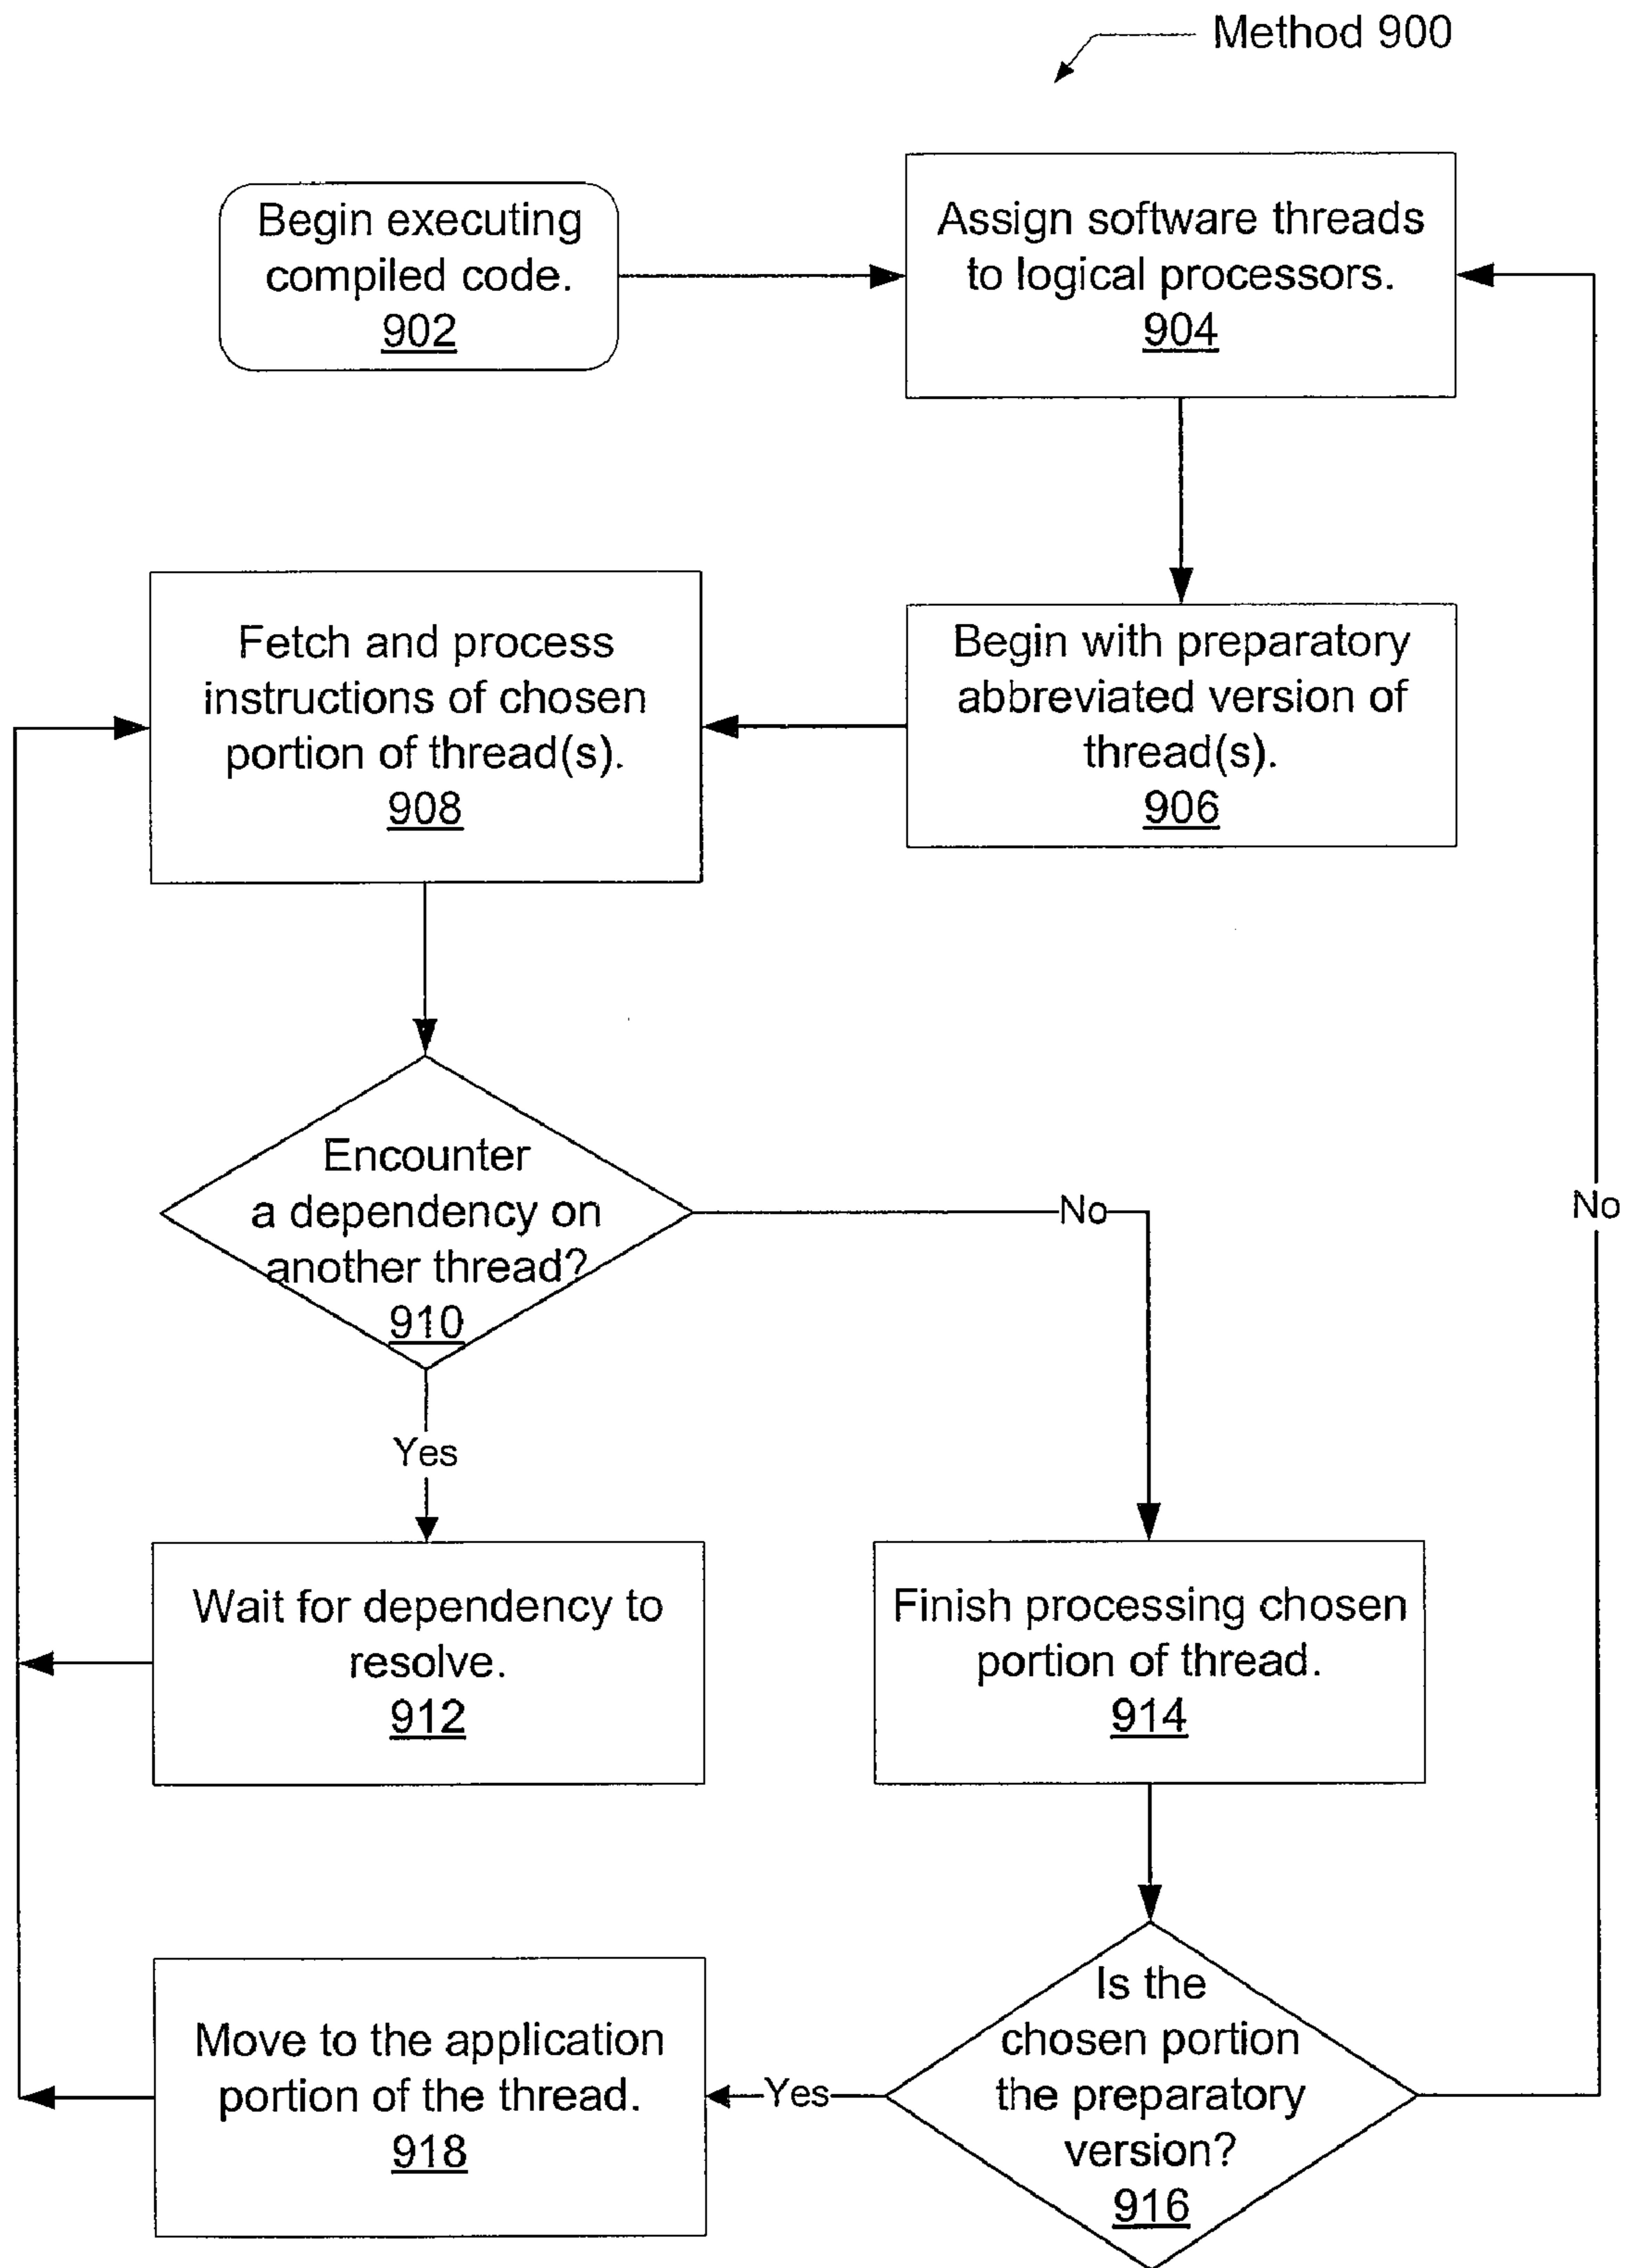 Method 900
Begin executing
compiled code.
902
Assign software threads
to logical processors.
904
Fetch and process
instructions of chosen
portion of thread(s).
908
Begin with preparatory
abbreviated version of
thread(s).
906
Encounter
a dependency on
another thread?
910
No
No
Yes
Wait for dependency to
resolve.
912
Finish processing chosen
portion of thread.
914
Move to the application
portion of the thread.
918
Yes
Is the
chosen portion
the preparatory
version?
916